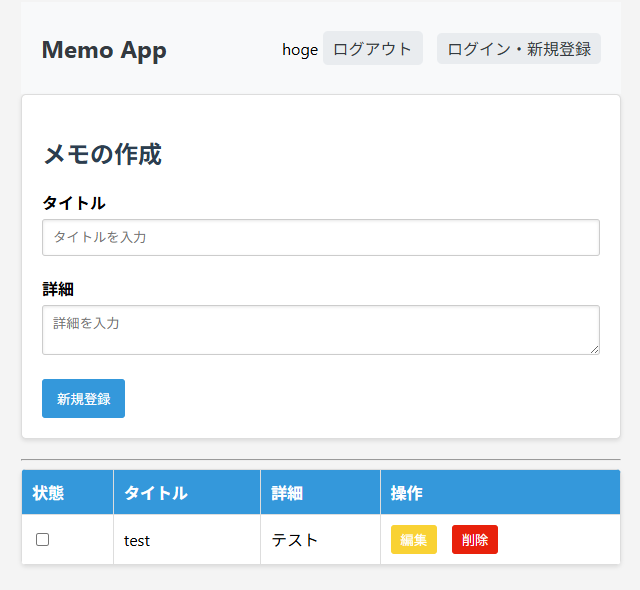 Memo App
hoge ログアウト ログイン・新規登録
メモの作成
タイトル
タイトルを入力
詳細
詳細を入力
新規登録
状態 タイトル 詳細 操作
test テスト 編集 削除